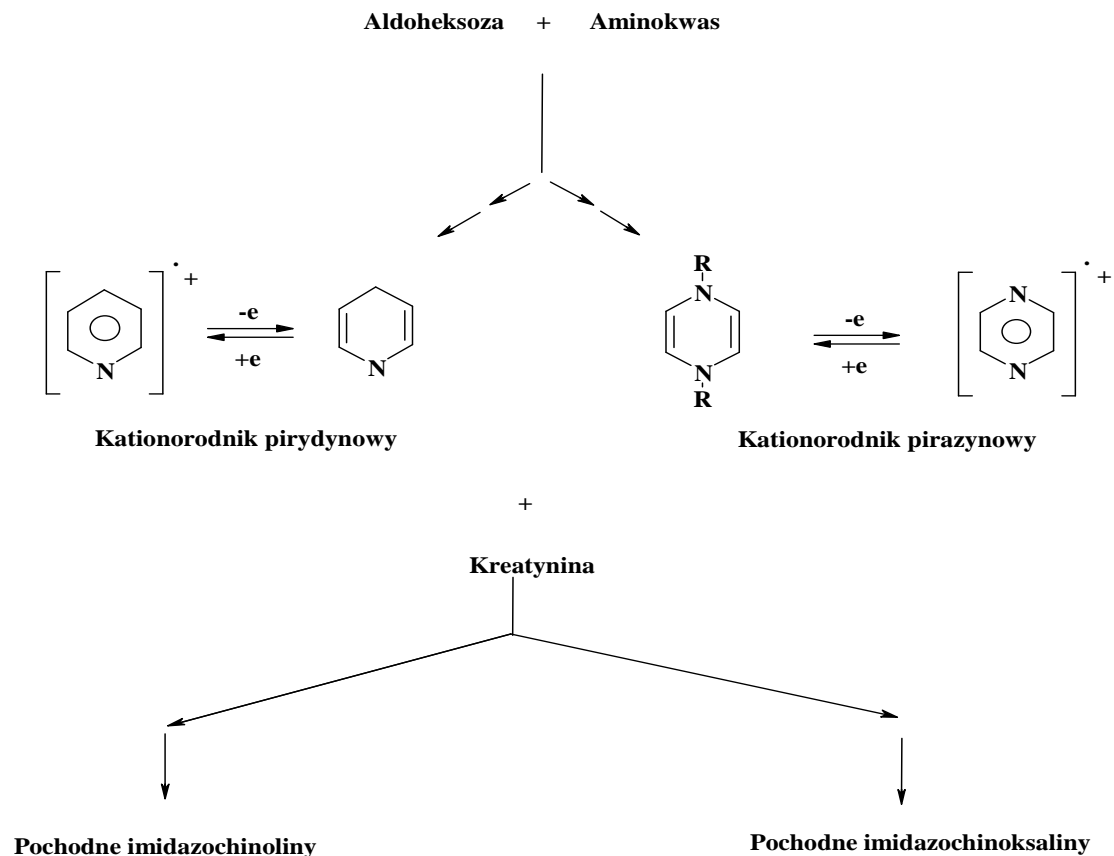 Aldoheksoza + Aminokwas
R
N
-e
+e
N
N
N
R
-e
+e
N
N
Kationorodnik pirydynowy
Kationorodnik pirazynowy
+
Kreatynina
Pochodne imidazochinoliny
Pochodne imidazochinoksaliny